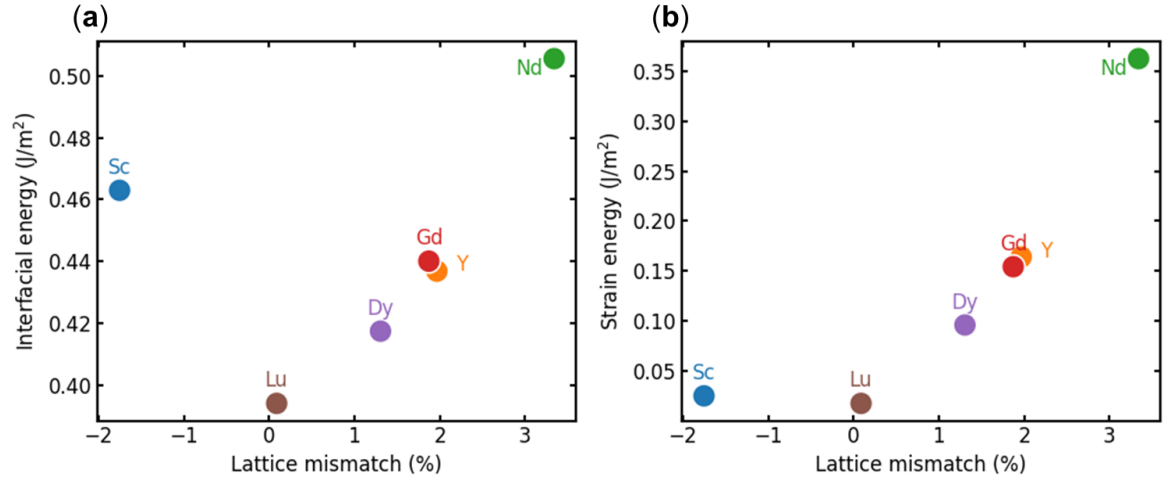 (a)
Interfacial energy (J/m²)
0.50
0.48
0.46
0.44
0.42
0.40
Nd
Sc
Gd
Y
Dy
Lu
−2 −1 0 1 2 3
Lattice mismatch (%)
(b)
Strain energy (J/m²)
0.35
0.30
0.25
0.20
0.15
0.10
0.05
Nd
Gd
Y
Dy
Sc
Lu
−2 −1 0 1 2 3
Lattice mismatch (%)